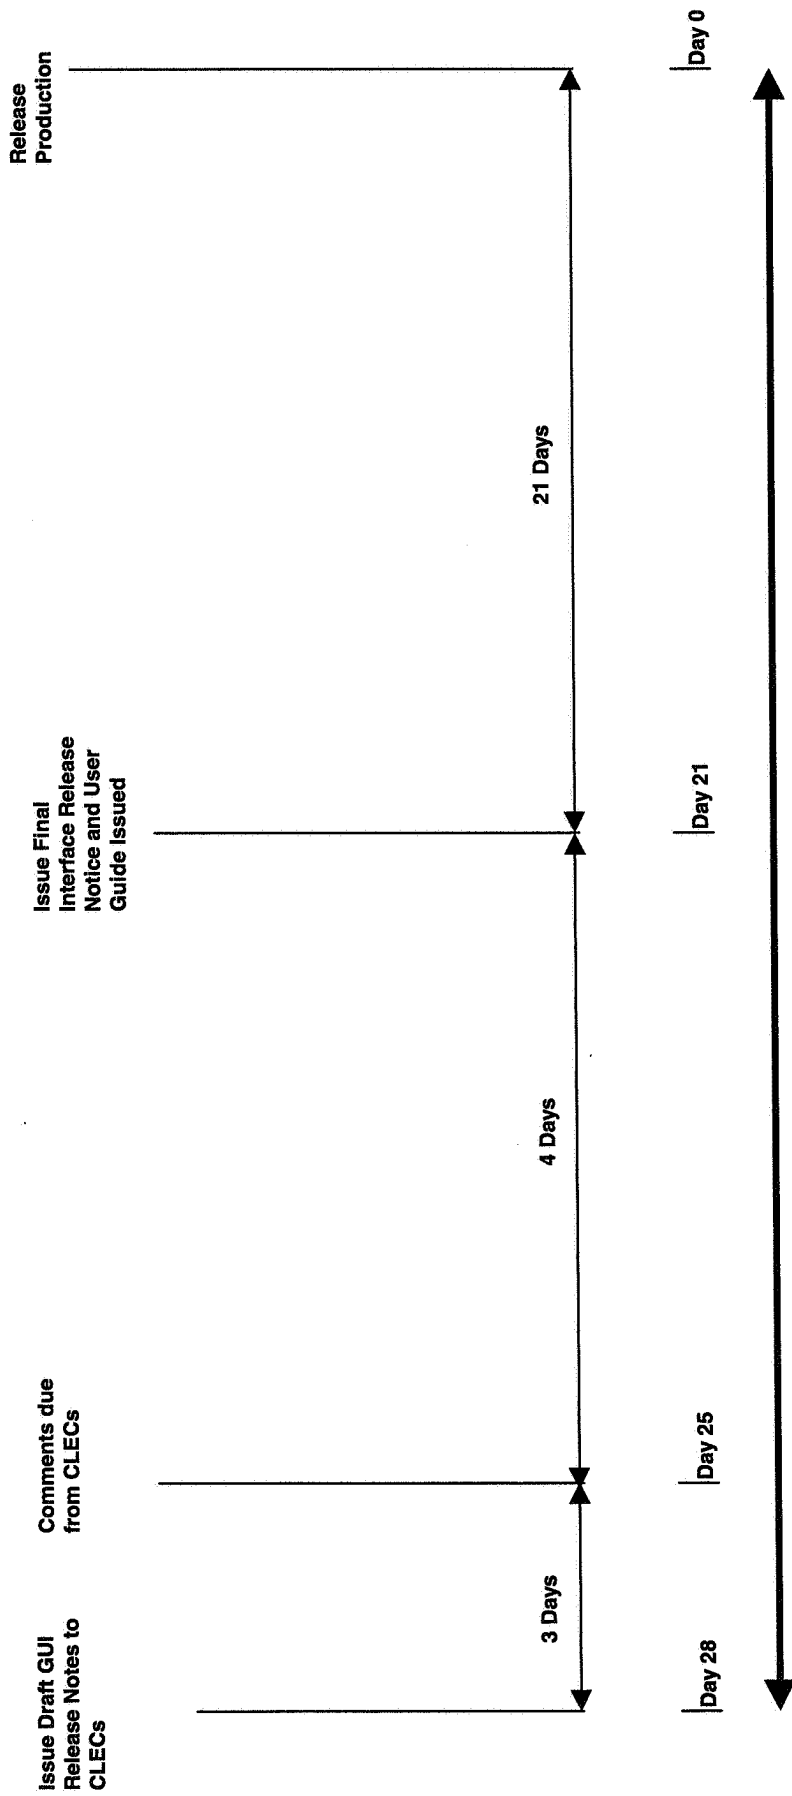 Issue Draft GUI
Release Notes to
CLECs
Comments due
from CLECs
Issue Final
Interface Release
Notice and User
Guide Issued
Release
Production
3 Days
4 Days
21 Days
Day 28
Day 25
Day 21
Day 0